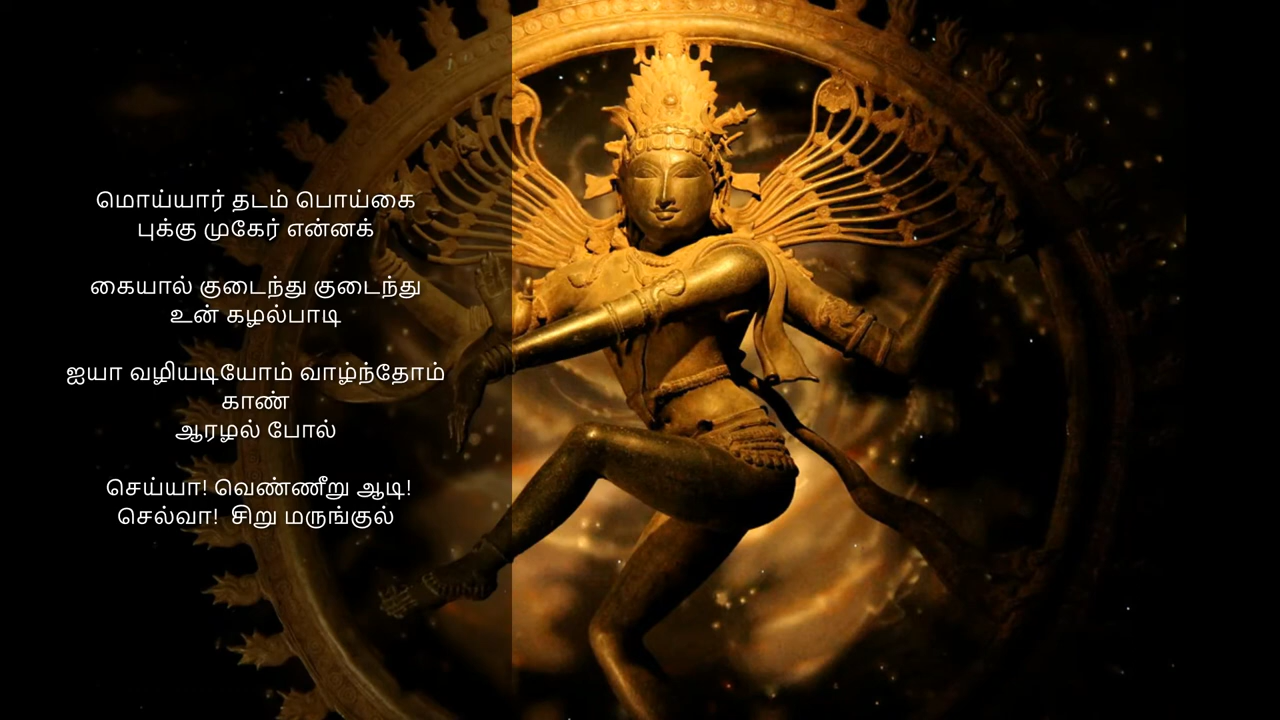 மொய்யார் தடம் பொய்கை
புக்கு முகேர் என்னக்
கையால் குடைந்து குடைந்து
உன் கழல்பாடி
ஐயா வழியடியோம் வாழ்ந்தோம்
காண்
ஆரழல் போல்
செய்யா! வெண்ணீறு ஆடி!
செல்வா! சிறு மருங்குல்